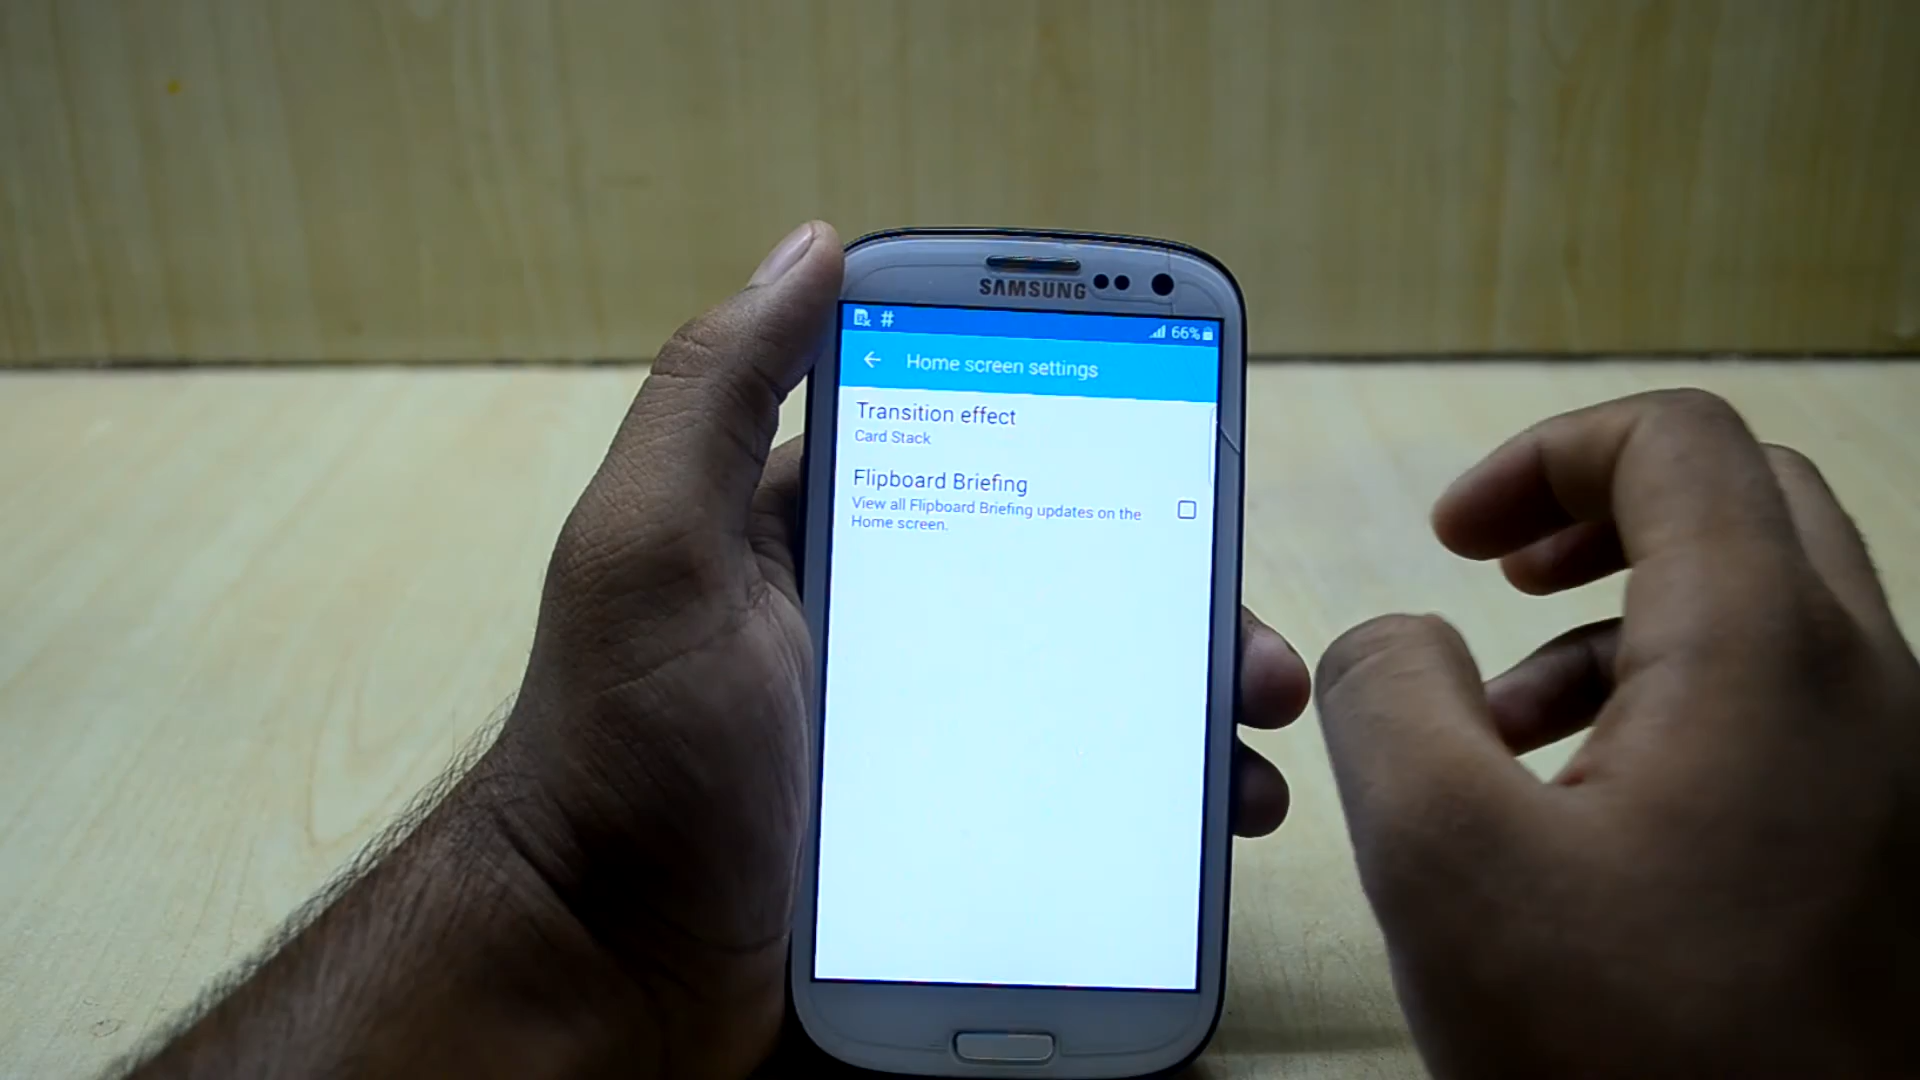 SAMSUNG
# 66%
Home screen settings
Transition effect
Card Stack
Flipboard Briefing
View all Flipboard Briefing updates on the
Home screen.